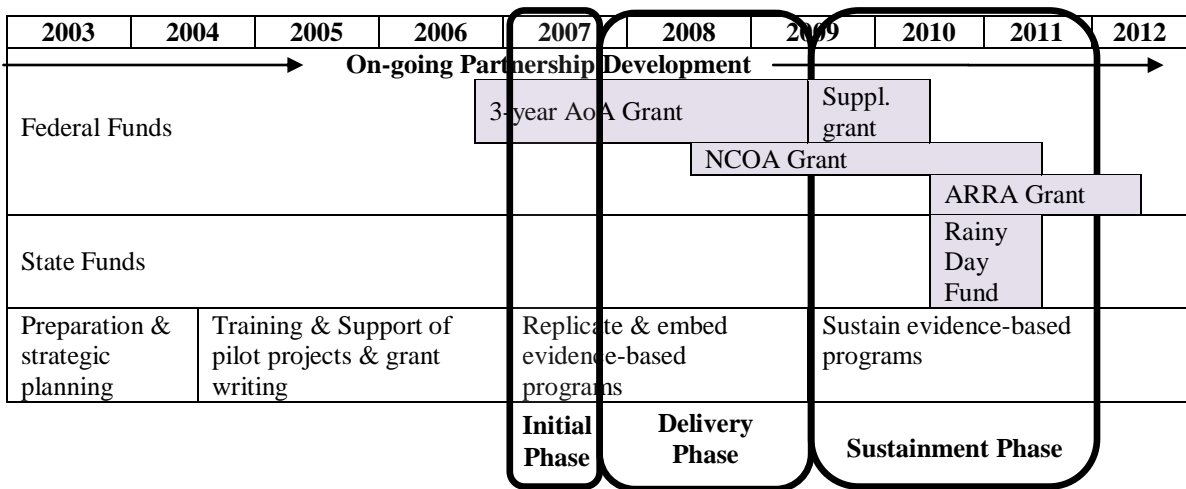 2003 2004 2005 2006 2007 2008 2009 2010 2011 2012
On-going Partnership Development
Federal Funds
3-year AoA Grant
Suppl.
grant
NCOA Grant
ARRA Grant
State Funds
Rainy
Day
Fund
Preparation &
strategic
planning
Training & Support of
pilot projects & grant
writing
Replicate & embed
evidence-based
programs
Sustain evidence-based
programs
Initial
Phase
Delivery
Phase
Sustainment Phase